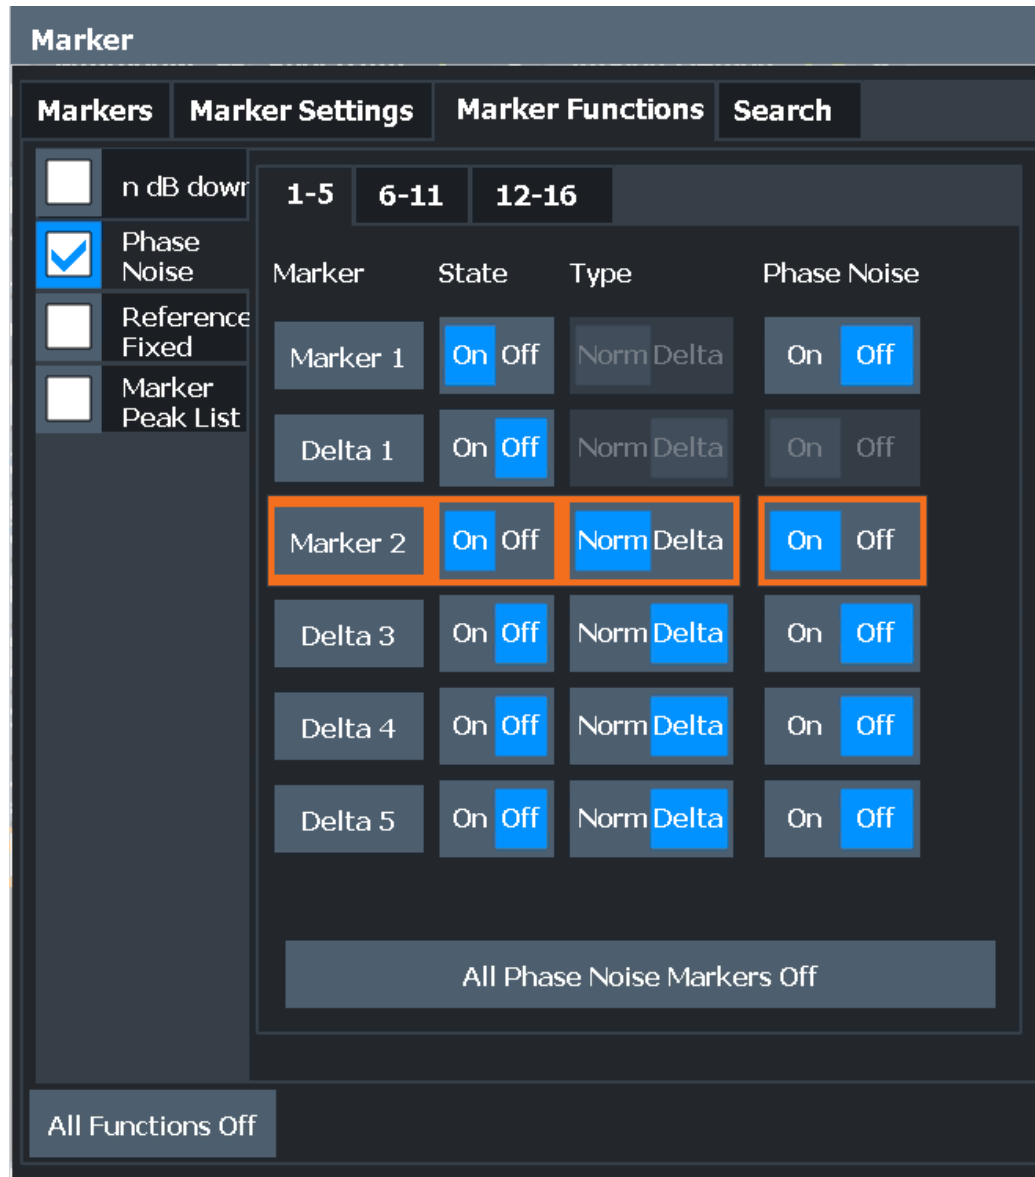 Marker
Markers Marker Settings Marker Functions Search
n dB down
Phase
Noise
Reference
Fixed
Marker
Peak List
1-5 6-11 12-16
Marker State Type Phase Noise
Marker 1 On Off Norm Delta On Off
Delta 1 On Off Norm Delta On Off
Marker 2 On Off Norm Delta On Off
Delta 3 On Off Norm Delta On Off
Delta 4 On Off Norm Delta On Off
Delta 5 On Off Norm Delta On Off
All Phase Noise Markers Off
All Functions Off